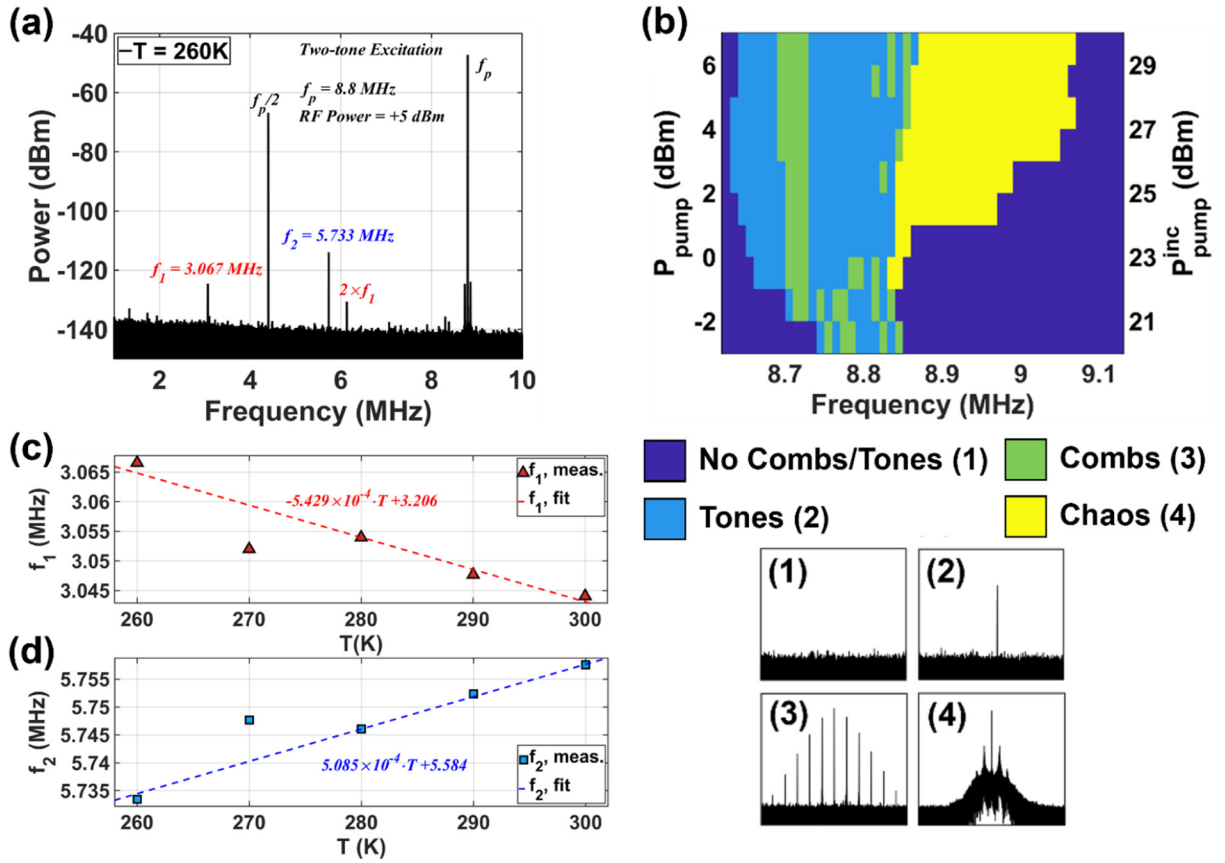 (a)
−T = 260K
Two-tone Excitation
f_p = 8.8 MHz
RF Power = +5 dBm
f_p
f_p/2
f_2 = 5.733 MHz
f_1 = 3.067 MHz
2×f_1
-40
-60
-80
-100
-120
-140
Power (dBm)
2 4 6 8 10
Frequency (MHz)
(b)
6
4
2
0
-2
P_pump (dBm)
29
27
25
23
21
P^inc_pump (dBm)
8.7 8.8 8.9 9 9.1
Frequency (MHz)
No Combs/Tones (1)
Combs (3)
Tones (2)
Chaos (4)
(1)
(2)
(3)
(4)
(c)
3.065
3.06
3.055
3.05
3.045
f_1 (MHz)
f_1, meas.
f_1, fit
-5.429×10^-4·T+3.206
260 270 280 290 300
T(K)
(d)
5.755
5.75
5.745
5.74
5.735
f_2 (MHz)
5.085×10^-4·T+5.584
f_2, meas.
f_2, fit
260 270 280 290 300
T (K)